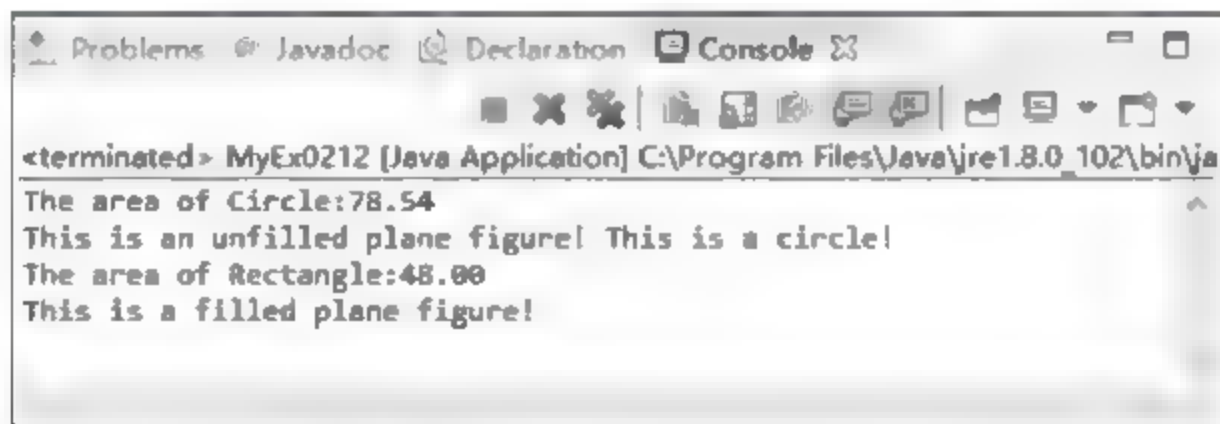 Problems @ Javadoc Declaration Console
<terminated> MyEx0212 [Java Application] C:\Program Files\Java\jre1.8.0_102\bin\ja
The area of Circle:78.54
This is an unfilled plane figure! This is a circle!
The area of Rectangle:48.00
This is a filled plane figure!